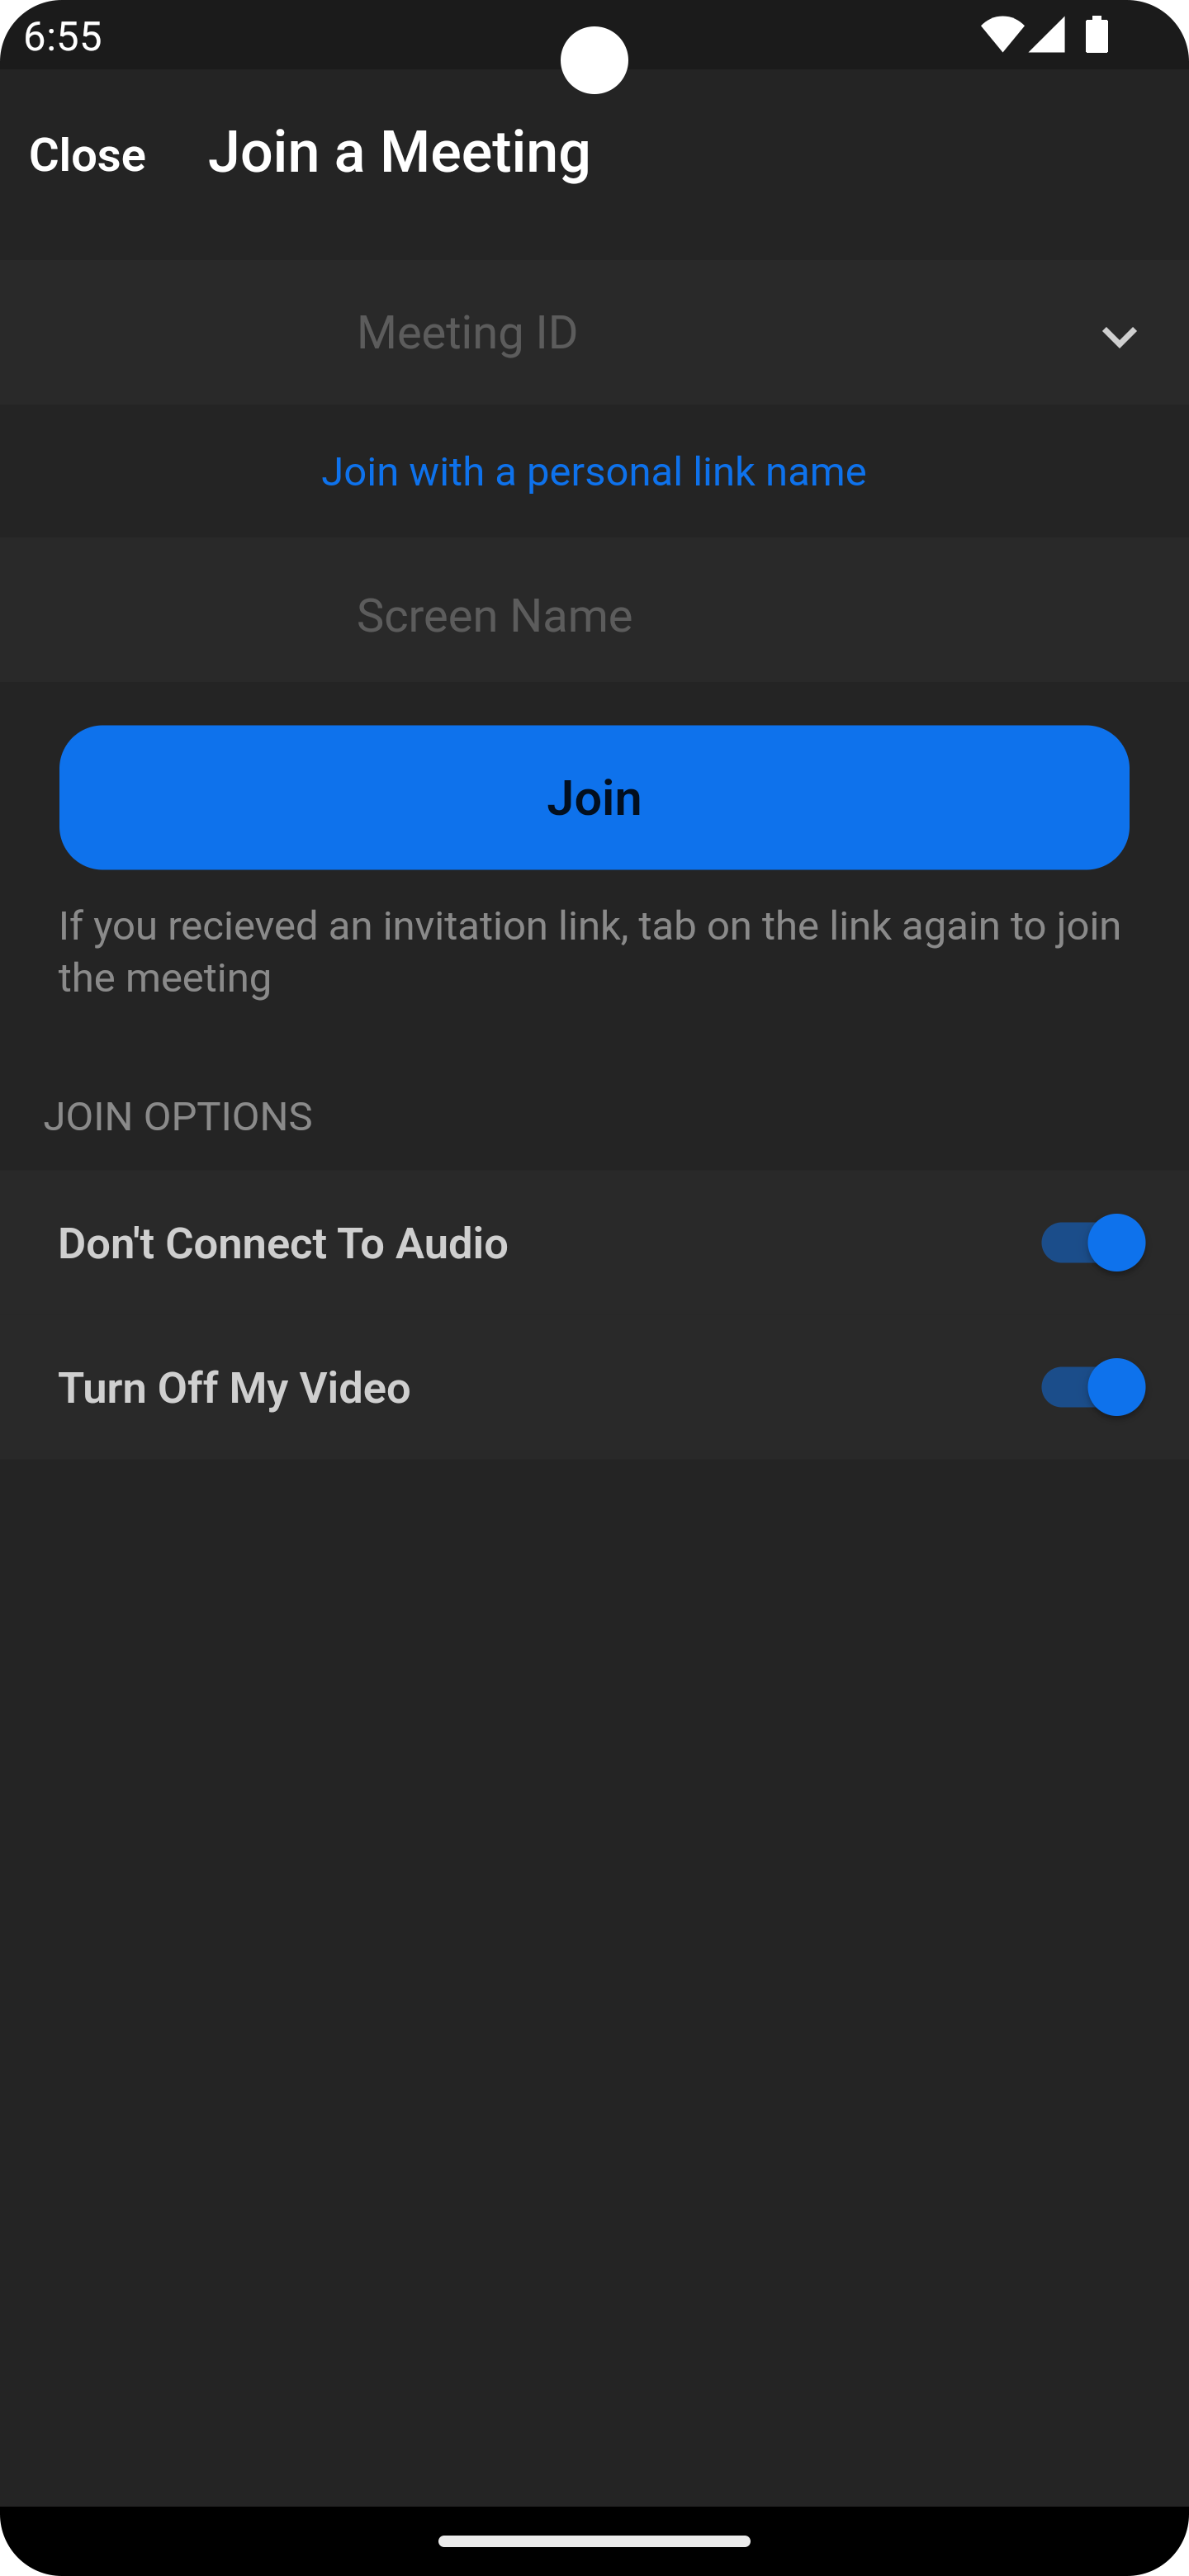 6:55
Close
Join a Meeting
Meeting ID
Join with a personal link name
Screen Name
Join
If you recieved an invitation link, tab on the link again to join
the meeting
JOIN OPTIONS
Don't Connect To Audio
Turn Off My Video